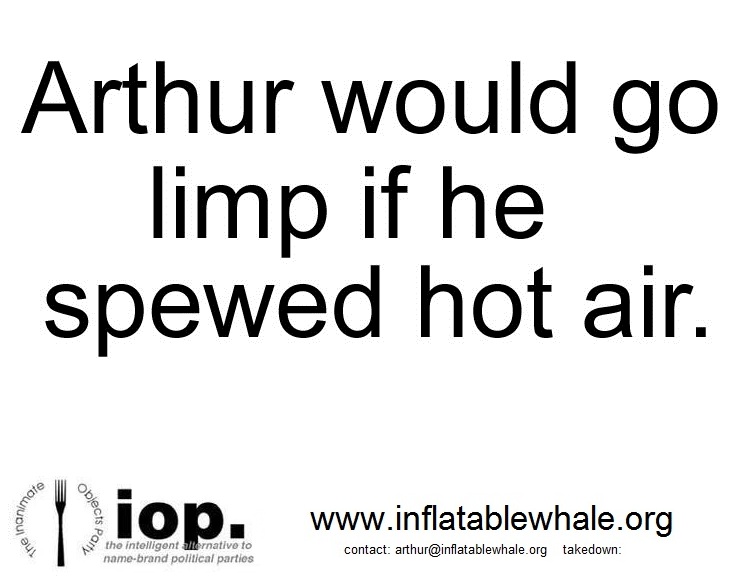 Arthur would go
limp if he
spewed hot air.
The Inanimate Objects Party
iop.
the intelligent alternative to
name-brand political parties
www.inflatablewhale.org
contact: arthur@inflatablewhale.org takedown: